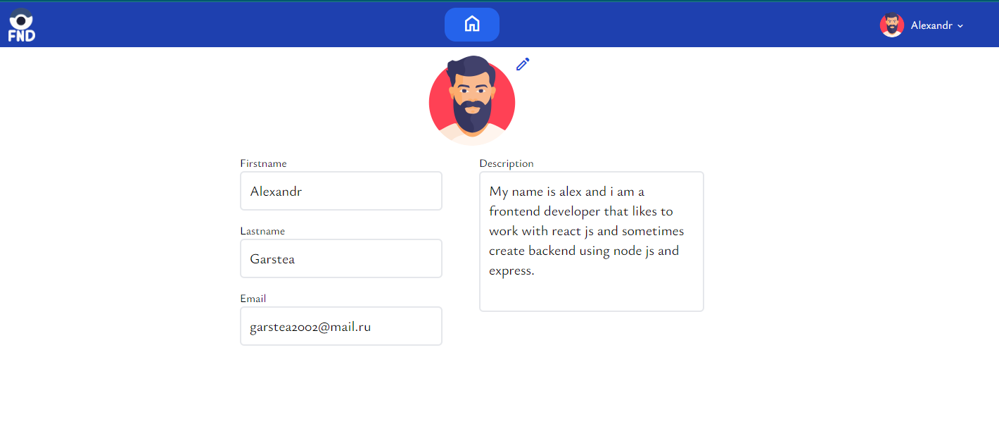 FND
Alexandr
Firstname
Alexandr
Lastname
Garstea
Email
garstea2002@mail.ru
Description
My name is alex and i am a
frontend developer that likes to
work with react js and sometimes
create backend using node js and
express.